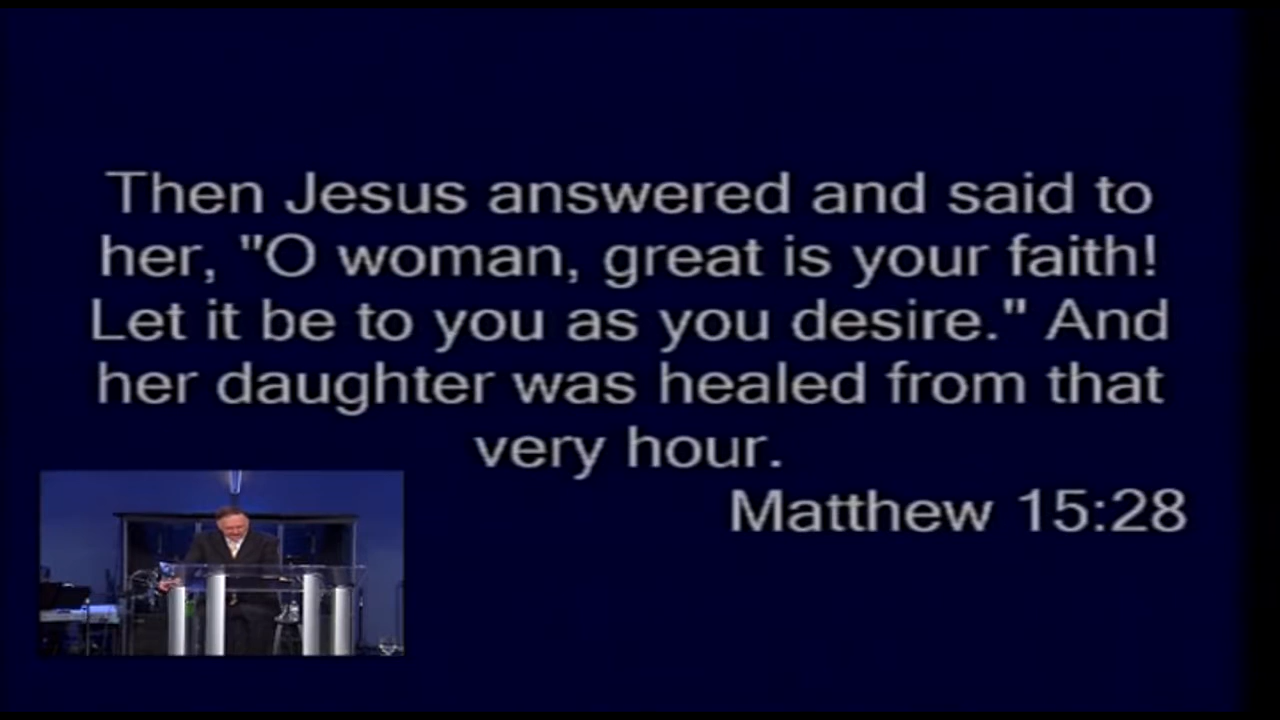 Then Jesus answered and said to
her, "O woman, great is your faith!
Let it be to you as you desire." And
her daughter was healed from that
very hour.
Matthew 15:28